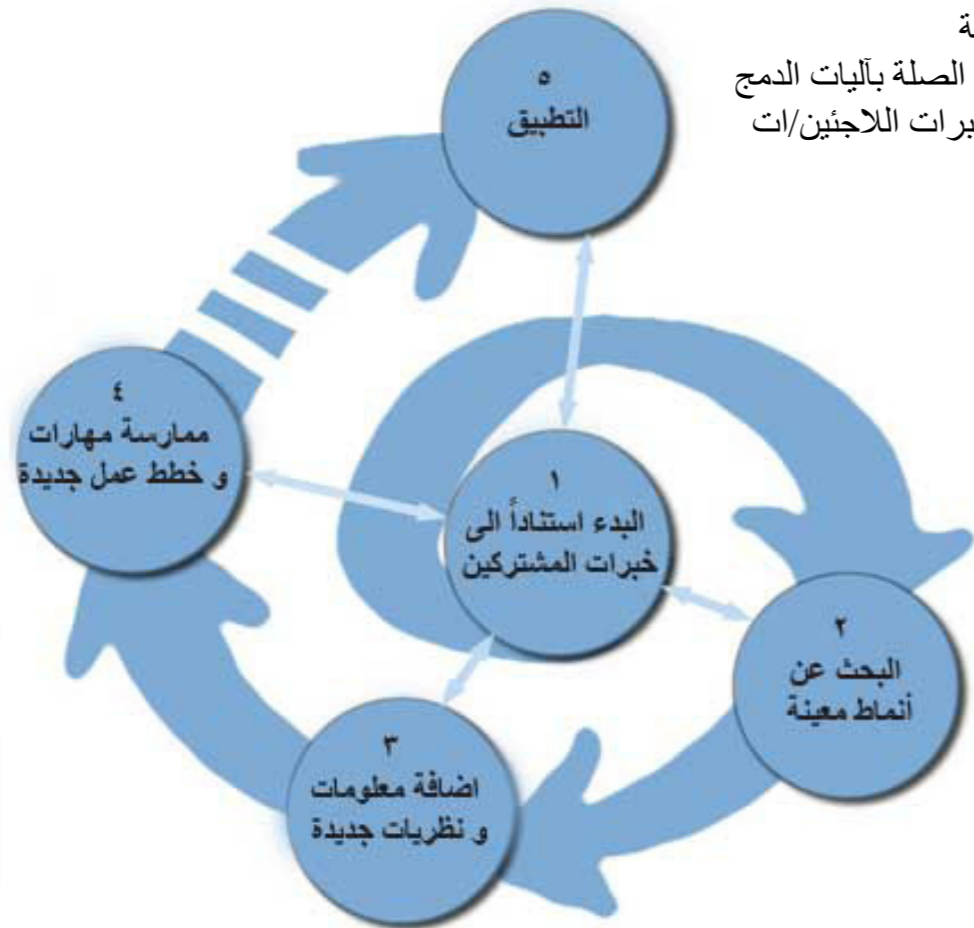 ة
الصلة بآليات الدمج
برات اللاجئين/ات
٥
التطبيق
٤
ممارسة مهارات
و خطط عمل جديدة
١
البدء استناداً الى
خبرات المشتركين
٢
البحث عن
أنماط معينة
٣
اضافة معلومات
و نظريات جديدة